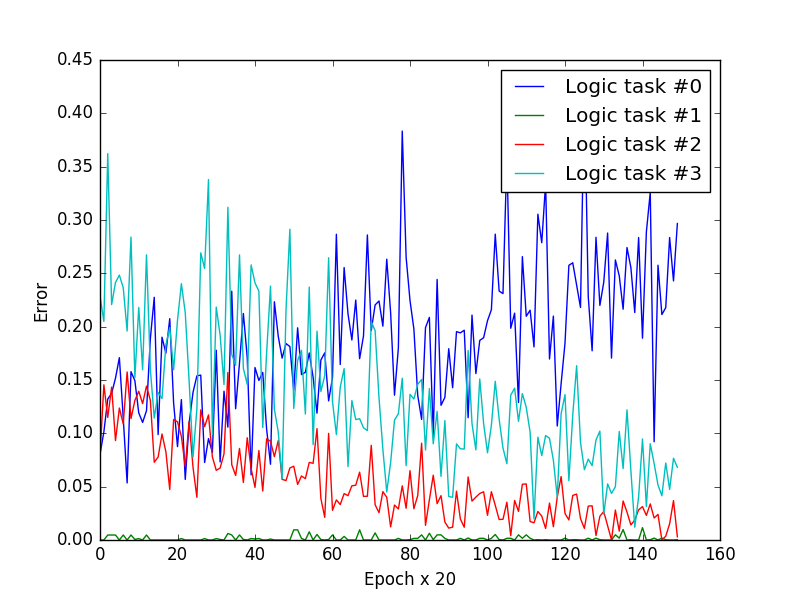 0.45
0.40
0.35
0.30
0.25
0.20
0.15
0.10
0.05
0.00
Error
Logic task #0
Logic task #1
Logic task #2
Logic task #3
0 20 40 60 80 100 120 140 160
Epoch x 20